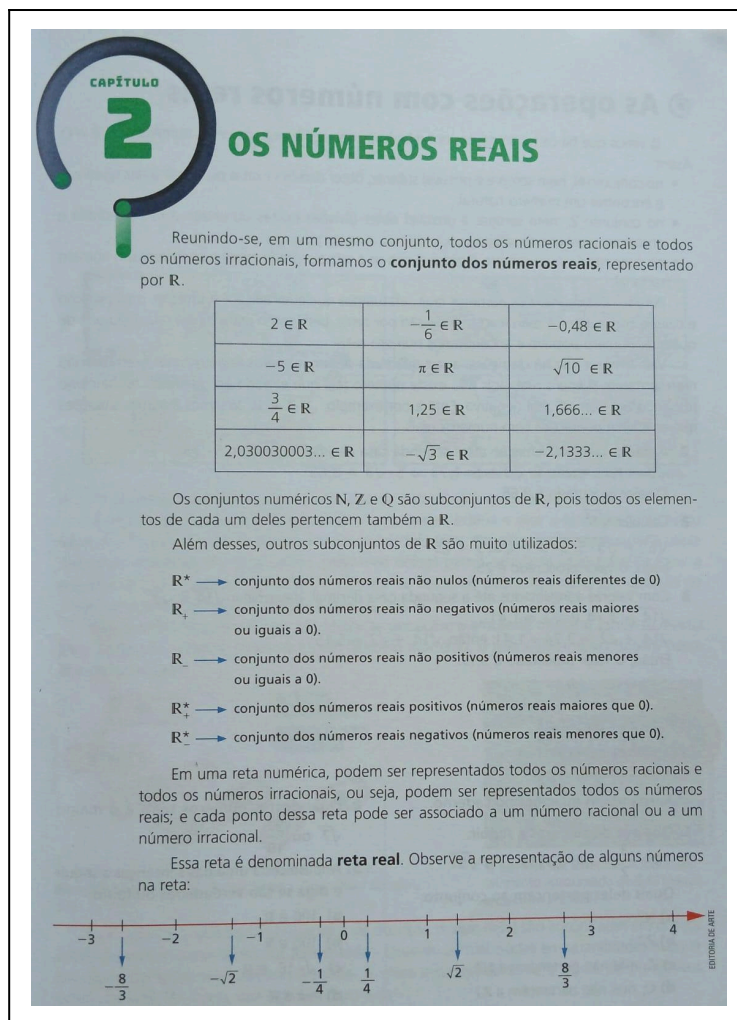 CAPÍTULO
2
OS NÚMEROS REAIS
Reunindo-se, em um mesmo conjunto, todos os números racionais e todos
os números irracionais, formamos o conjunto dos números reais, representado
por ℝ.
2 ∈ ℝ  -1/6 ∈ ℝ  -0,48 ∈ ℝ
-5 ∈ ℝ  π ∈ ℝ  √10 ∈ ℝ
3/4 ∈ ℝ  1,25 ∈ ℝ  1,666... ∈ ℝ
2,030030003... ∈ ℝ  -√3 ∈ ℝ  -2,1333... ∈ ℝ
Os conjuntos numéricos ℕ, ℤ e ℚ são subconjuntos de ℝ, pois todos os elemen-
tos de cada um deles pertencem também a ℝ.
Além desses, outros subconjuntos de ℝ são muito utilizados:
ℝ* → conjunto dos números reais não nulos (números reais diferentes de 0)
ℝ₊ → conjunto dos números reais não negativos (números reais maiores
ou iguais a 0).
ℝ₋ → conjunto dos números reais não positivos (números reais menores
ou iguais a 0).
ℝ*₊ → conjunto dos números reais positivos (números reais maiores que 0).
ℝ*₋ → conjunto dos números reais negativos (números reais menores que 0).
Em uma reta numérica, podem ser representados todos os números racionais e
todos os números irracionais, ou seja, podem ser representados todos os números
reais; e cada ponto dessa reta pode ser associado a um número racional ou a um
número irracional.
Essa reta é denominada reta real. Observe a representação de alguns números
na reta:
-3 -2 -1 0 1 2 3 4
-8/3 -√2 -1/4 1/4 √2 8/3
EDITORIA DE ARTE